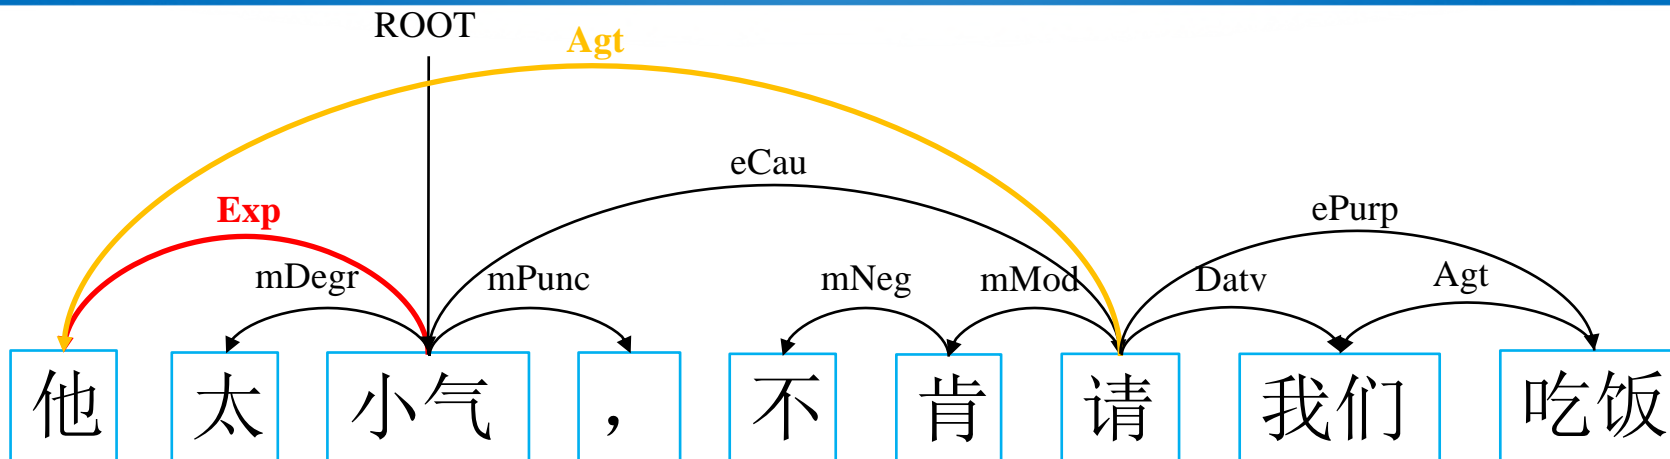 ROOT
Agt
eCau
Exp
ePurp
mDegr
mPunc
mNeg
mMod
Datv
Agt
他 太 小气 ， 不 肯 请 我们 吃饭